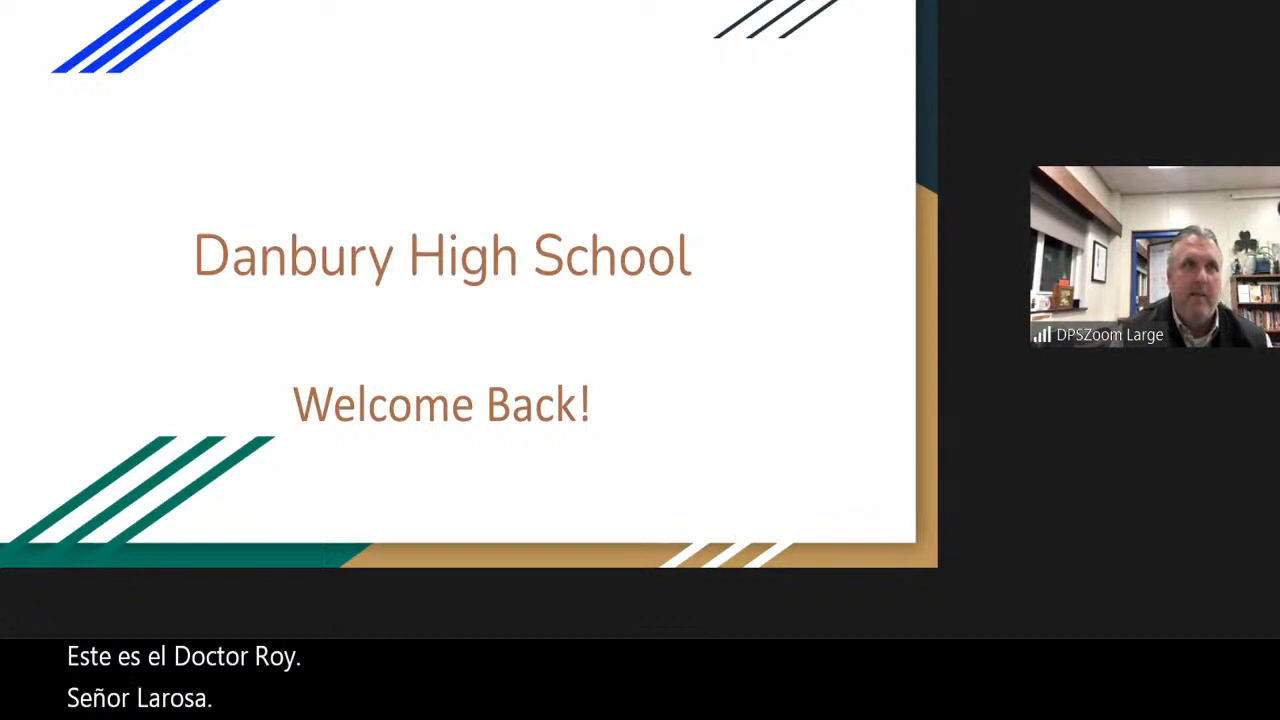 Danbury High School
Welcome Back!
DPSZoom Large
Este es el Doctor Roy.
Señor Larosa.